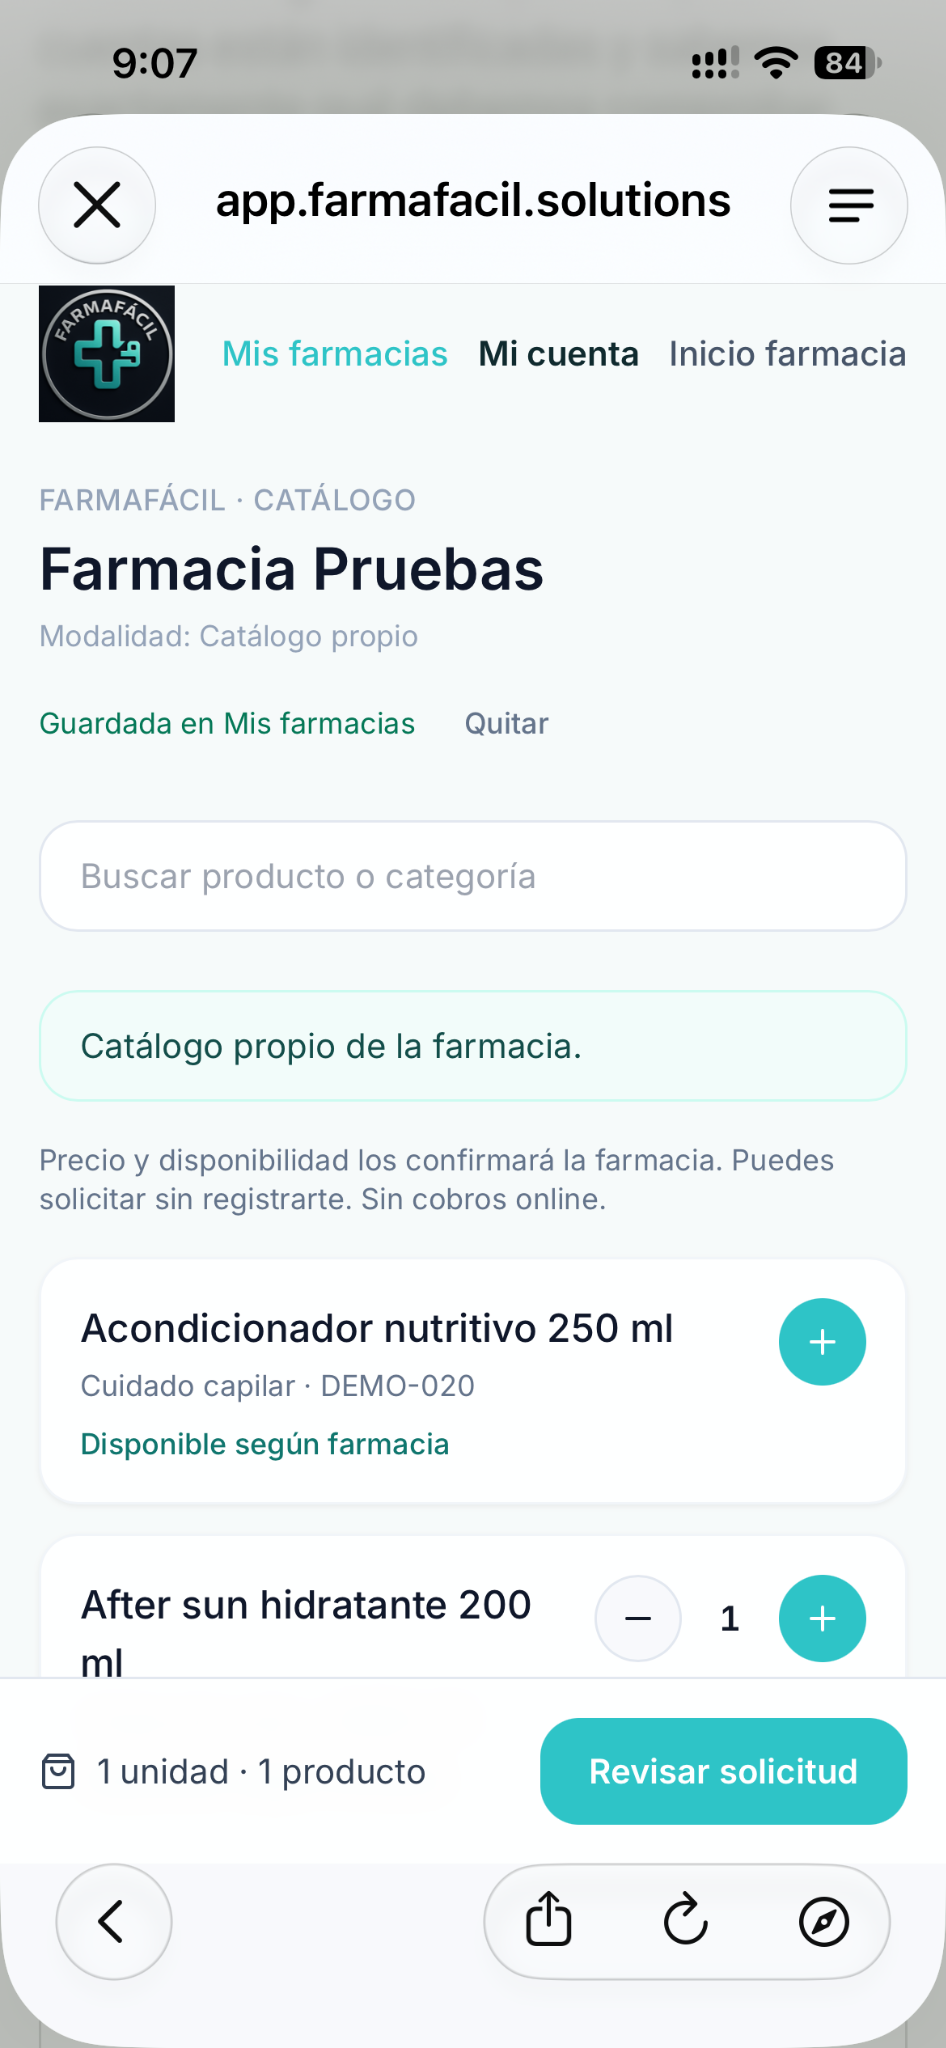 9:07
84
app.farmafacil.solutions
FARMAFÁCIL
Mis farmacias
Mi cuenta
Inicio farmacia
FARMAFÁCIL · CATÁLOGO
Farmacia Pruebas
Modalidad: Catálogo propio
Guardada en Mis farmacias
Quitar
Buscar producto o categoría
Catálogo propio de la farmacia.
Precio y disponibilidad los confirmará la farmacia. Puedes
solicitar sin registrarte. Sin cobros online.
Acondicionador nutritivo 250 ml
Cuidado capilar · DEMO-020
Disponible según farmacia
After sun hidratante 200
ml
1
1 unidad · 1 producto
Revisar solicitud